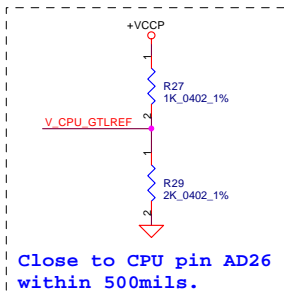 +VCCP
1
R27
1K_0402_1%
2
V_CPU_GTLREF
1
R29
2K_0402_1%
2
Close to CPU pin AD26
within 500mils.